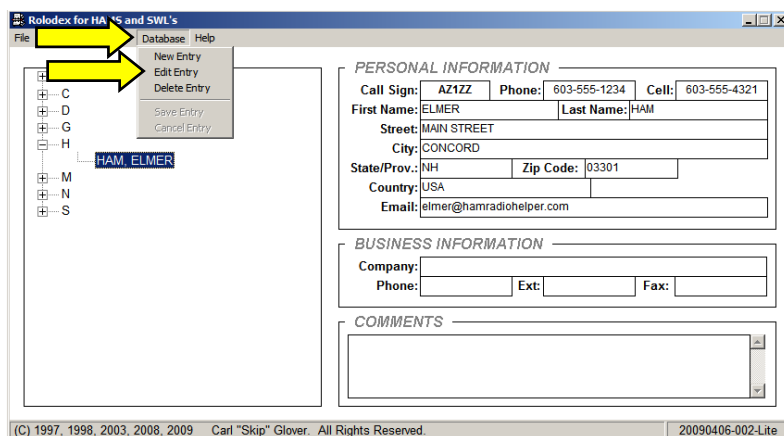 Rolodex for HAMS and SWL's
File Database Help
New Entry
Edit Entry
Delete Entry
Save Entry
Cancel Entry
C
D
G
H
HAM, ELMER
M
N
S
PERSONAL INFORMATION
Call Sign: AZ1ZZ Phone: 603-555-1234 Cell: 603-555-4321
First Name: ELMER Last Name: HAM
Street: MAIN STREET
City: CONCORD
State/Prov.: NH Zip Code: 03301
Country: USA
Email: elmer@hamradiohelper.com
BUSINESS INFORMATION
Company:
Phone: Ext: Fax:
COMMENTS
(C) 1997, 1998, 2003, 2008, 2009 Carl "Skip" Glover. All Rights Reserved. 20090406-002-Lite